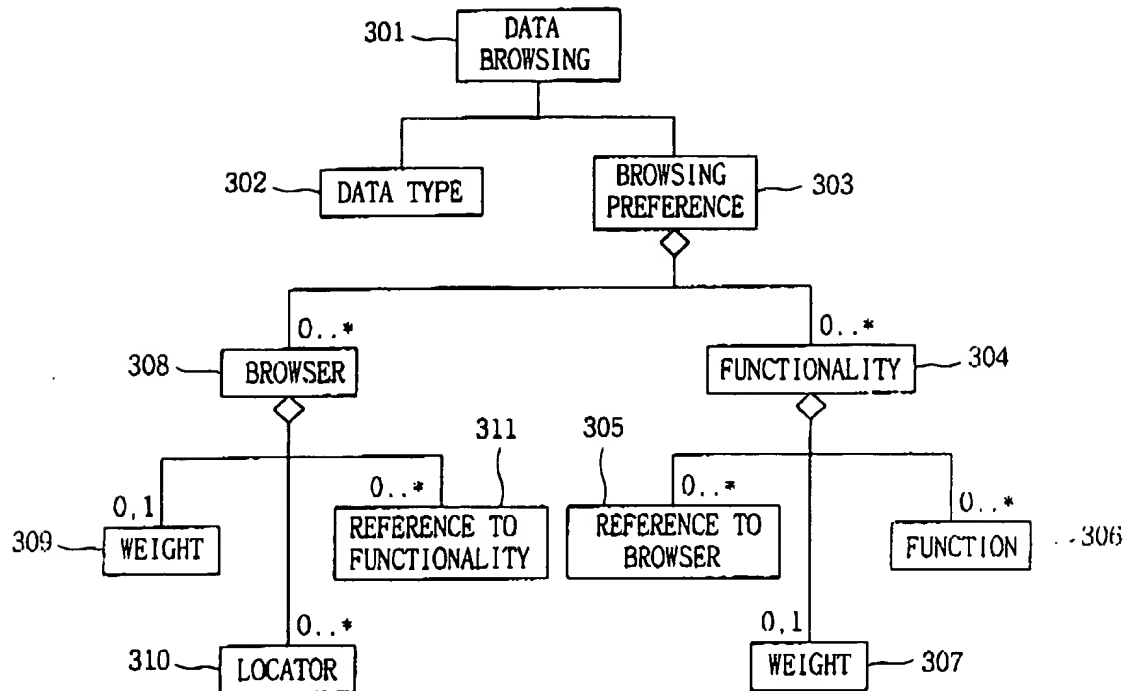 301
DATA
BROWSING
302
DATA TYPE
BROWSING
PREFERENCE
303
0..*
0..*
308
BROWSER
FUNCTIONALITY
304
311
305
0,1
0..*
0..*
0..*
309
WEIGHT
REFERENCE TO
FUNCTIONALITY
REFERENCE TO
BROWSER
FUNCTION
306
0..*
0,1
310
LOCATOR
WEIGHT
307